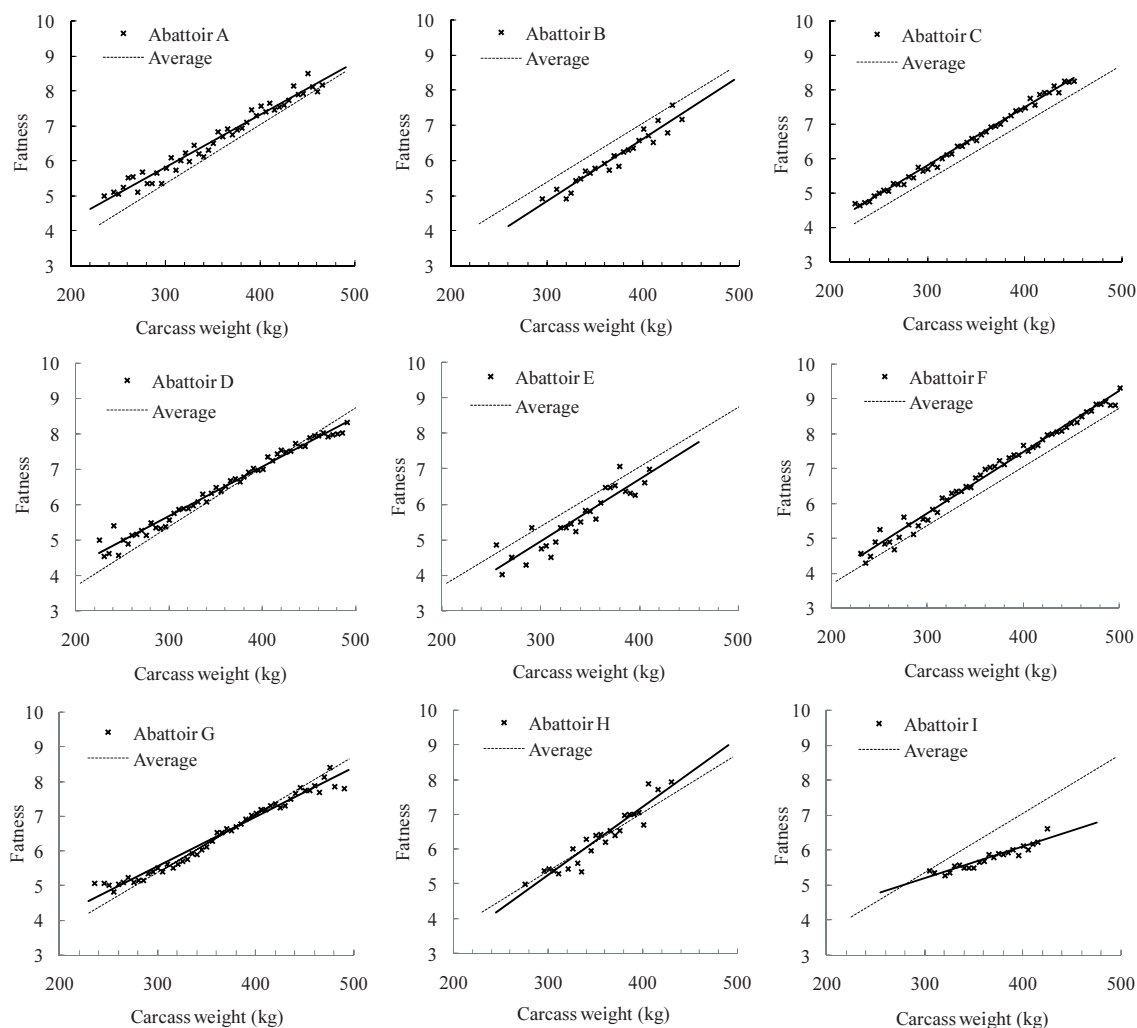 10
9
8
7
6
5
4
3
Fatness
Abattoir A
Average
200 300 400 500
Carcass weight (kg)
10
9
8
7
6
5
4
3
Fatness
Abattoir B
Average
200 300 400 500
Carcass weight (kg)
10
9
8
7
6
5
4
3
Fatness
Abattoir C
Average
200 300 400 500
Carcass weight (kg)
10
9
8
7
6
5
4
3
Fatness
Abattoir D
Average
200 300 400 500
Carcass weight (kg)
10
9
8
7
6
5
4
3
Fatness
Abattoir E
Average
200 300 400 500
Carcass weight (kg)
10
9
8
7
6
5
4
3
Fatness
Abattoir F
Average
200 300 400 500
Carcass weight (kg)
10
9
8
7
6
5
4
3
Fatness
Abattoir G
Average
200 300 400 500
Carcass weight (kg)
10
9
8
7
6
5
4
3
Fatness
Abattoir H
Average
200 300 400 500
Carcass weight (kg)
10
9
8
7
6
5
4
3
Fatness
Abattoir I
Average
200 300 400 500
Carcass weight (kg)